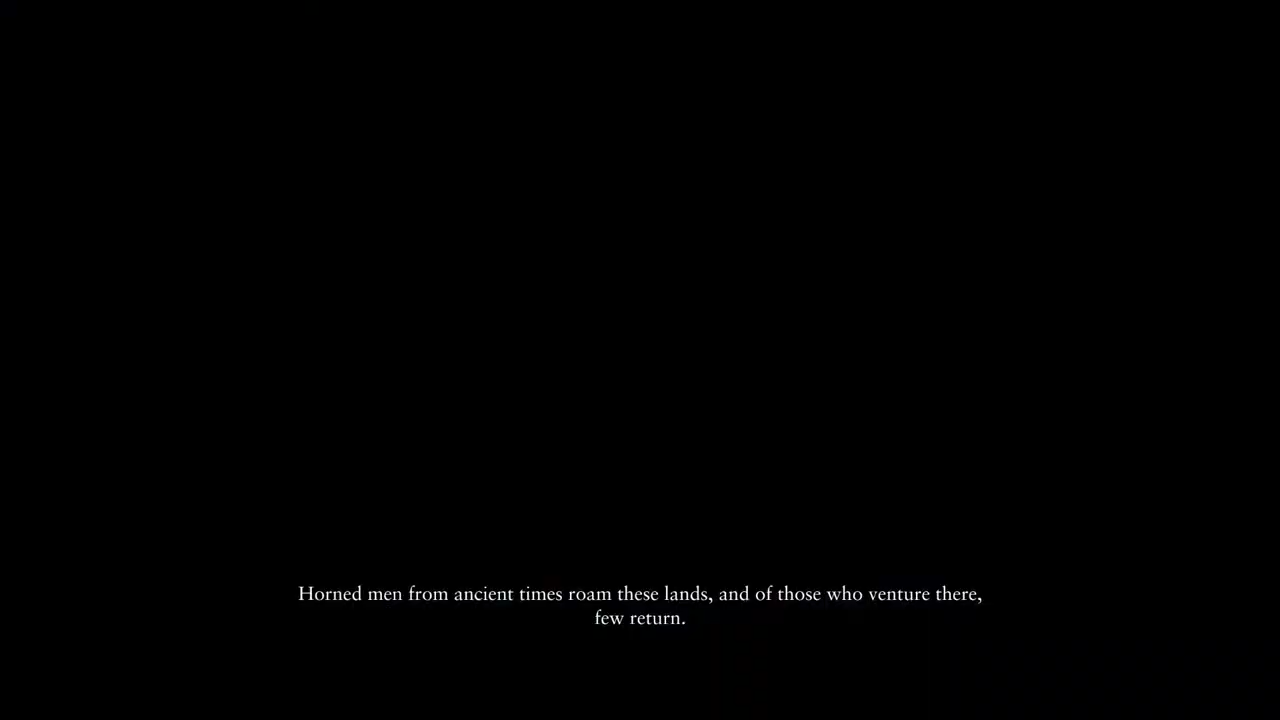 Horned men from ancient times roam these lands, and of those who venture there,
few return.